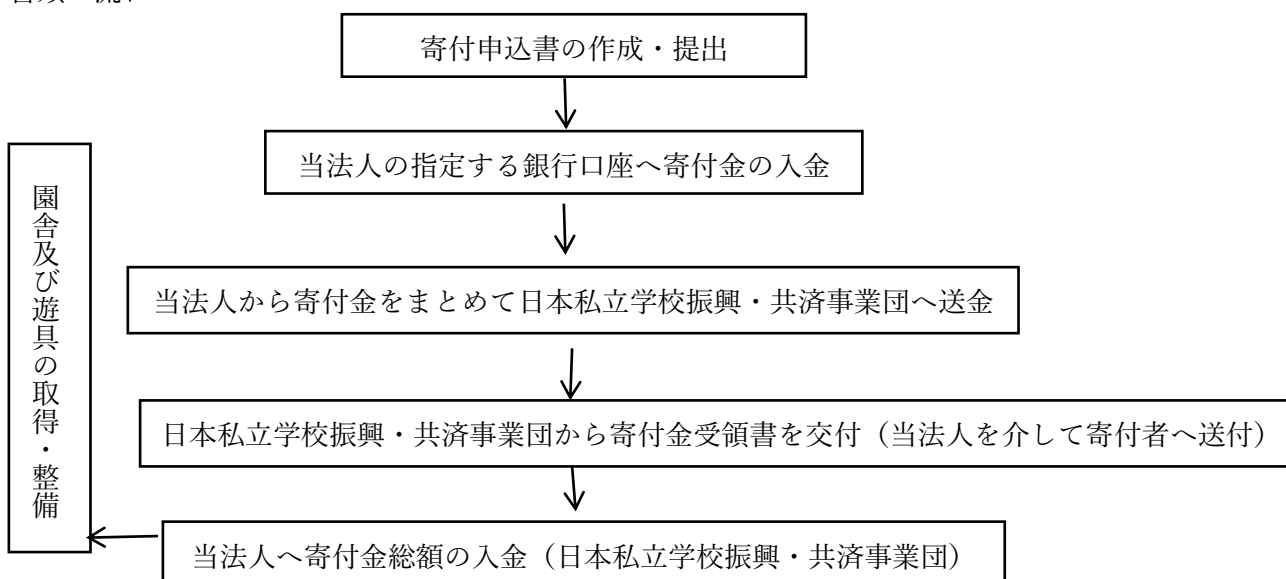 寄付申込書の作成・提出
当法人の指定する銀行口座へ寄付金の入金
当法人から寄付金をまとめて日本私立学校振興・共済事業団へ送金
日本私立学校振興・共済事業団から寄付金受領書を交付（当法人を介して寄付者へ送付）
当法人へ寄付金総額の入金（日本私立学校振興・共済事業団）
園舎及び遊具の取得・整備